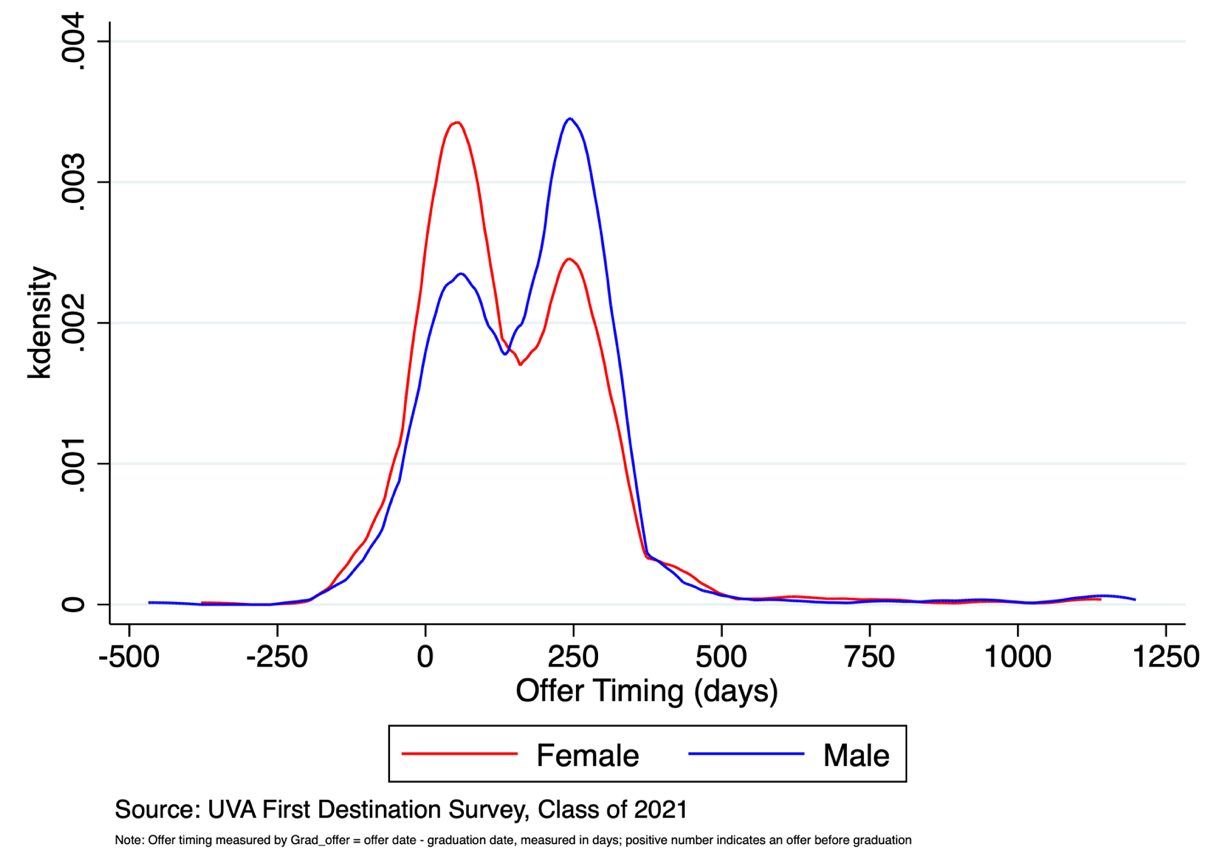 .004
.003
.002
.001
0
kdensity
-500 -250 0 250 500 750 1000 1250
Offer Timing (days)
Female Male
Source: UVA First Destination Survey, Class of 2021
Note: Offer timing measured by Grad_offer = offer date - graduation date, measured in days; positive number indicates an offer before graduation